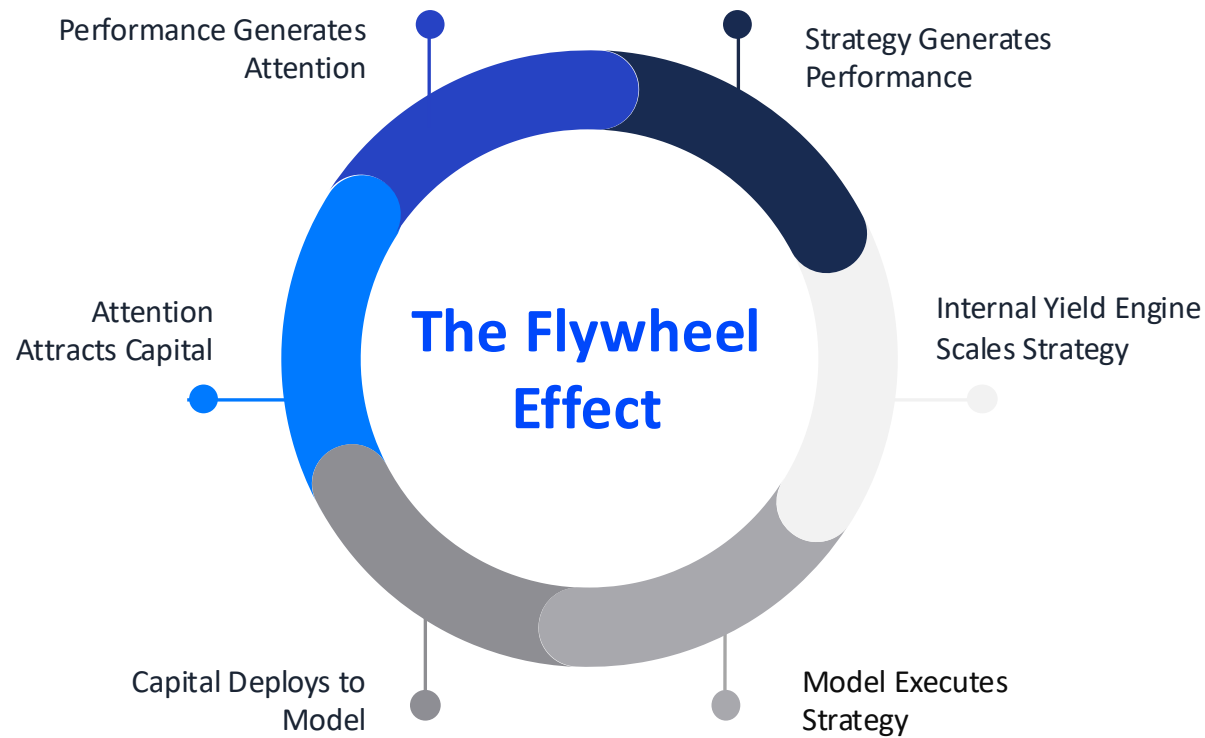 Performance Generates
Attention
Strategy Generates
Performance
Attention
Attracts Capital
The Flywheel
Effect
Internal Yield Engine
Scales Strategy
Capital Deploys to
Model
Model Executes
Strategy